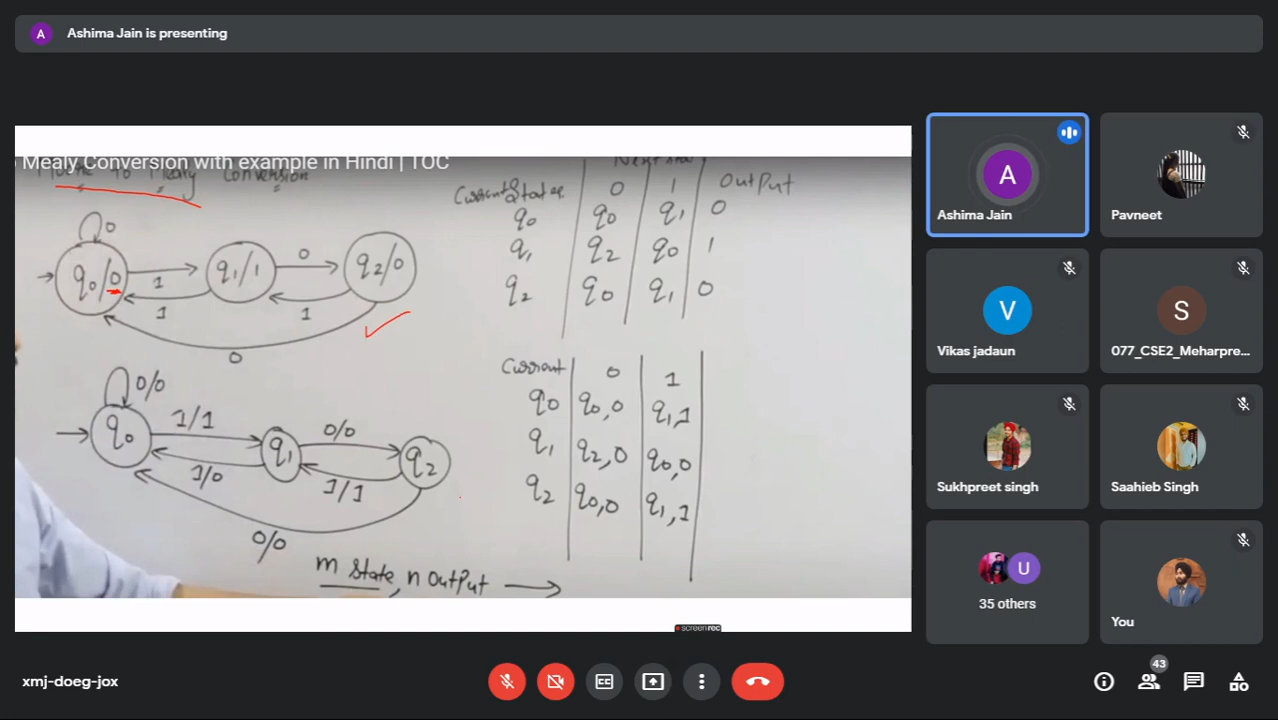 Ashima Jain is presenting
Mealy Conversion with example in Hindi | TOC
To Mealy Conversion
0
q0/0
1
1
q1/1
0
1
q2/0
0
Current States 0 1 OutPut
q0 q0 q1 0
q1 q2 q0 1
q2 q0 q1 0
0/0
q0
1/1
1/0
q1
0/0
1/1
q2
0/0
Current 0 1
q0 q0,0 q1,1
q1 q2,0 q0,0
q2 q0,0 q1,1
m State, n OutPut
screenrec
A
Ashima Jain
Pavneet
V
Vikas jadaun
S
077_CSE2_Meharpre...
Sukhpreet singh
Saahieb Singh
U
35 others
You
xmj-doeg-jox
CC
43